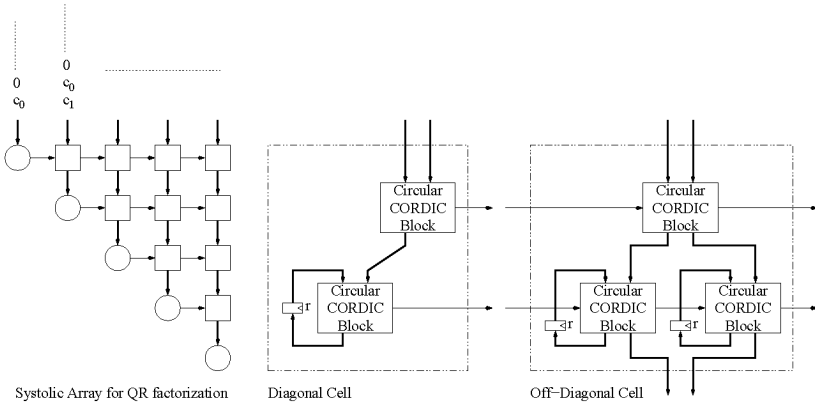 0
0
c0
c0
c1
Circular
CORDIC
Block
Circular
CORDIC
Block
r
Circular
CORDIC
Block
Circular
CORDIC
Block
r
Circular
CORDIC
Block
r
Systolic Array for QR factorization
Diagonal Cell
Off-Diagonal Cell